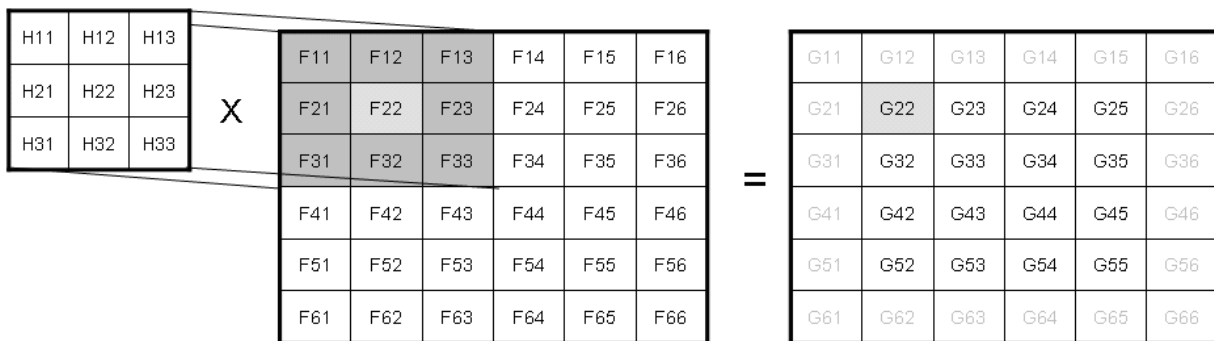 H11 H12 H13
H21 H22 H23
H31 H32 H33
X
F11 F12 F13 F14 F15 F16
F21 F22 F23 F24 F25 F26
F31 F32 F33 F34 F35 F36
F41 F42 F43 F44 F45 F46
F51 F52 F53 F54 F55 F56
F61 F62 F63 F64 F65 F66
=
G11 G12 G13 G14 G15 G16
G21 G22 G23 G24 G25 G26
G31 G32 G33 G34 G35 G36
G41 G42 G43 G44 G45 G46
G51 G52 G53 G54 G55 G56
G61 G62 G63 G64 G65 G66